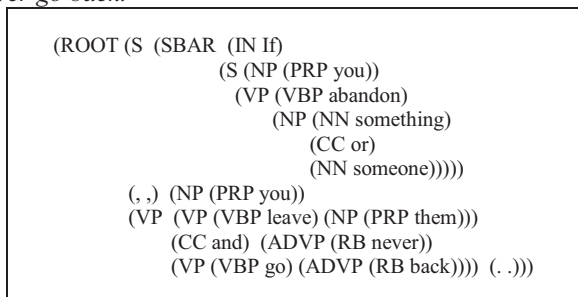 (ROOT (S (SBAR (IN If)
(S (NP (PRP you))
(VP (VBP abandon)
(NP (NN something)
(CC or)
(NN someone)))))
(, ,) (NP (PRP you))
(VP (VP (VBP leave) (NP (PRP them)))
(CC and) (ADVP (RB never))
(VP (VBP go) (ADVP (RB back)))) (. .)))